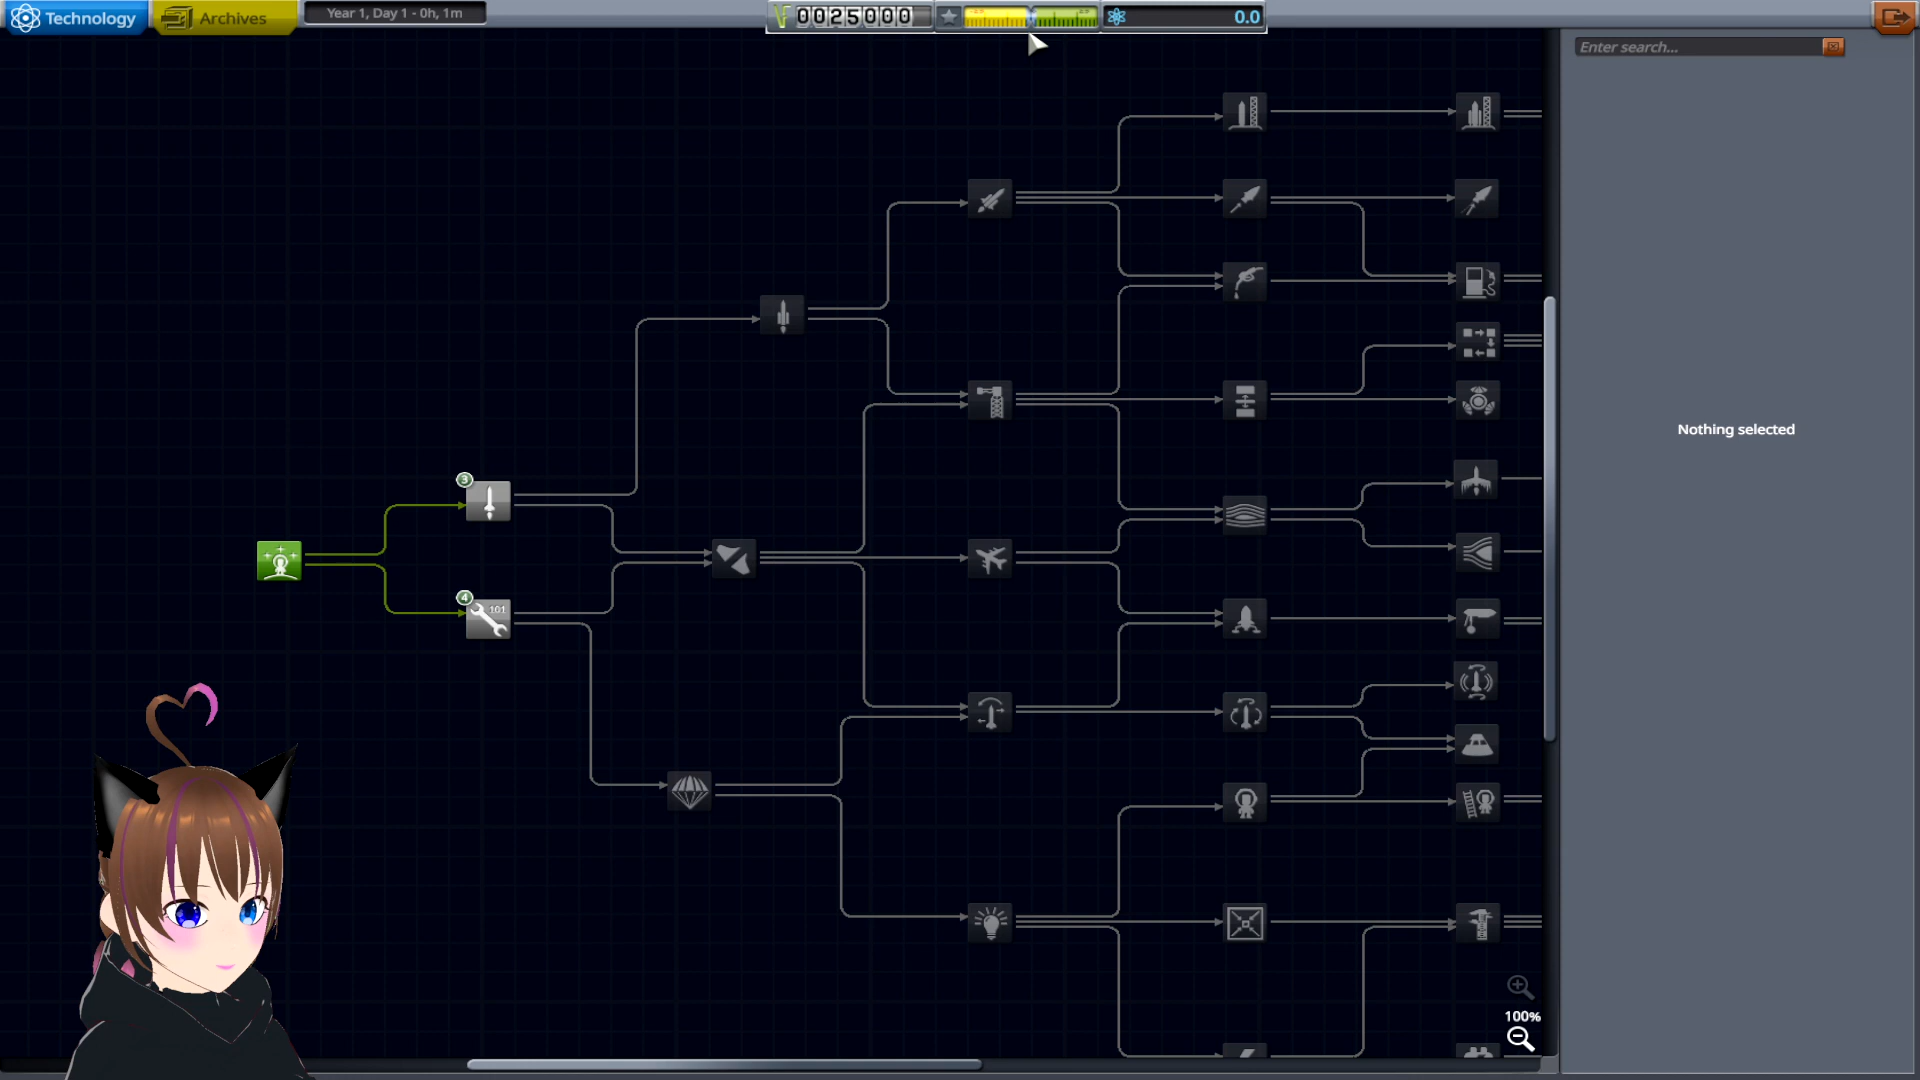 Technology
Archives
Year 1, Day 1 - 0h, 1m
0025000
0.0
Enter search...
Nothing selected
3
4
101
100%